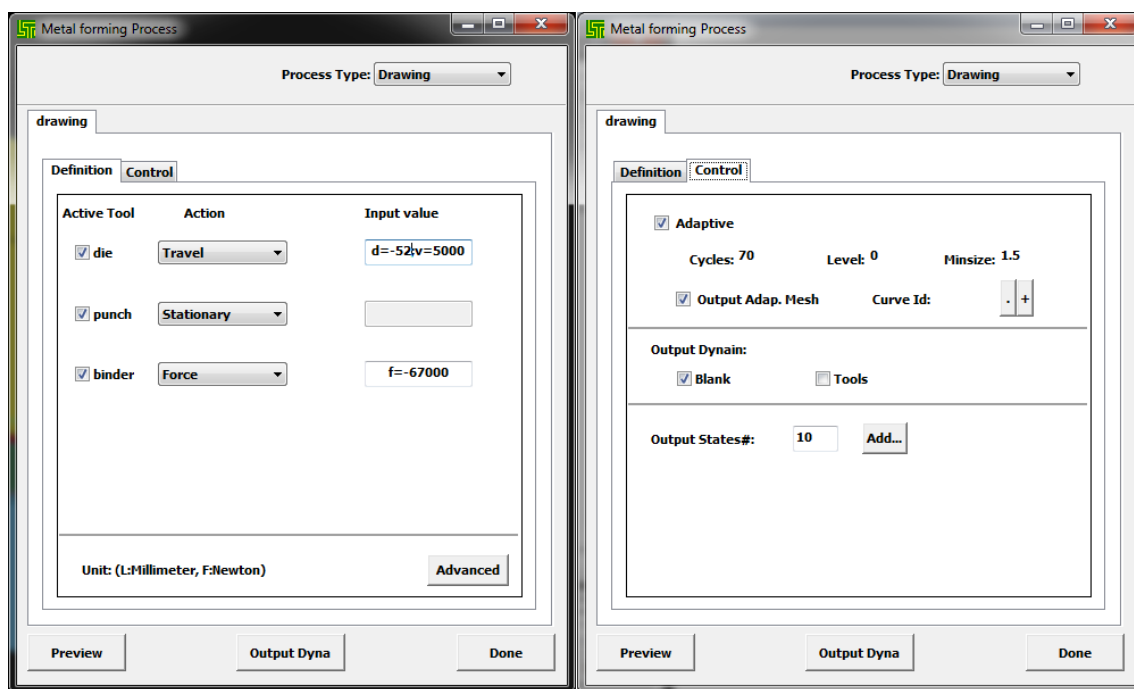 Metal forming Process
Process Type: Drawing
drawing
Definition Control
Active Tool Action Input value
die Travel d=-52;v=5000
punch Stationary
binder Force f=-67000
Unit: (L:Millimeter, F:Newton) Advanced
Preview Output Dyna Done
Metal forming Process
Process Type: Drawing
drawing
Definition Control
Adaptive
Cycles: 70 Level: 0 Minsize: 1.5
Output Adap. Mesh Curve Id: . +
Output Dynain:
Blank Tools
Output States#: 10 Add...
Preview Output Dyna Done